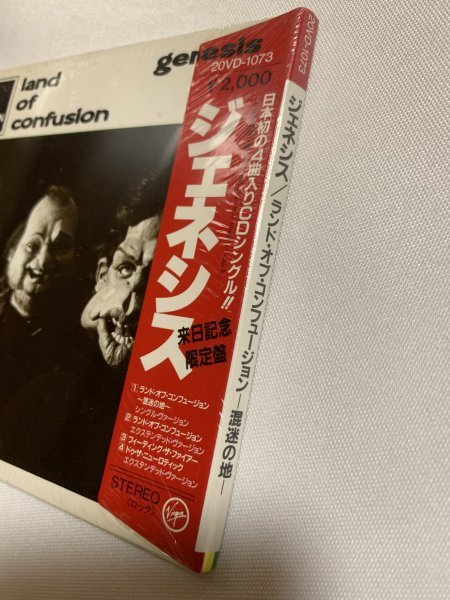 land
of
confusion
genesis
20VD-1073
¥2,000
日本初の4曲入りCDシングル!!
ジェネシス
来日記念
限定盤
1 ランド・オブ・コンフュージョン
〜混迷の地〜
シングル・ヴァージョン
2 ランド・オブ・コンフュージョン
エクステンデッド・ヴァージョン
3 フィーディング・ザ・ファイアー
4 ドゥ・ザ・ニューロティック
エクステンデッド・ヴァージョン
STEREO
〈ロック〉
Virgin
20VD-1073
ジェネシス/ランド・オブ・コンフュージョン―混迷の地―